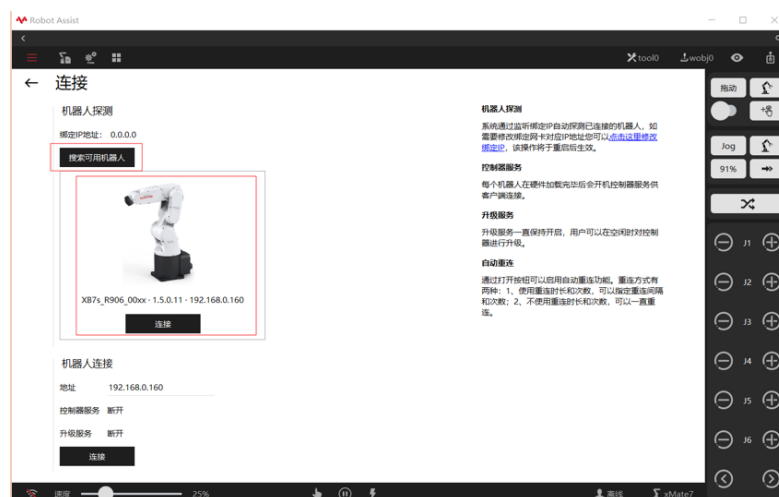 Robot Assist
tool0
wobj0
连接
机器人探测
绑定IP地址： 0.0.0.0
搜索可用机器人
XB7s_R906_00xx · 1.5.0.11 · 192.168.0.160
连接
机器人连接
地址 192.168.0.160
控制器服务 断开
升级服务 断开
连接
机器人探测
系统通过监听绑定IP自动探测已连接的机器人，如
需要修改绑定网卡对应IP地址您可以点击这里修改
绑定IP，该操作将于重启后生效。
控制器服务
每个机器人在硬件加载完毕后会开机控制器服务供
客户端连接。
升级服务
升级服务一直保持开启，用户可以在空闲时对控制
器进行升级。
自动重连
通过打开按钮可以启用自动重连功能。重连方式有
两种：1、使用重连时长和次数，可以指定重连间隔
和次数；2、不使用重连时长和次数，可以一直重
连。
拖动
Jog
91%
J1
J2
J3
J4
J5
J6
速度 25%
离线 xMate7